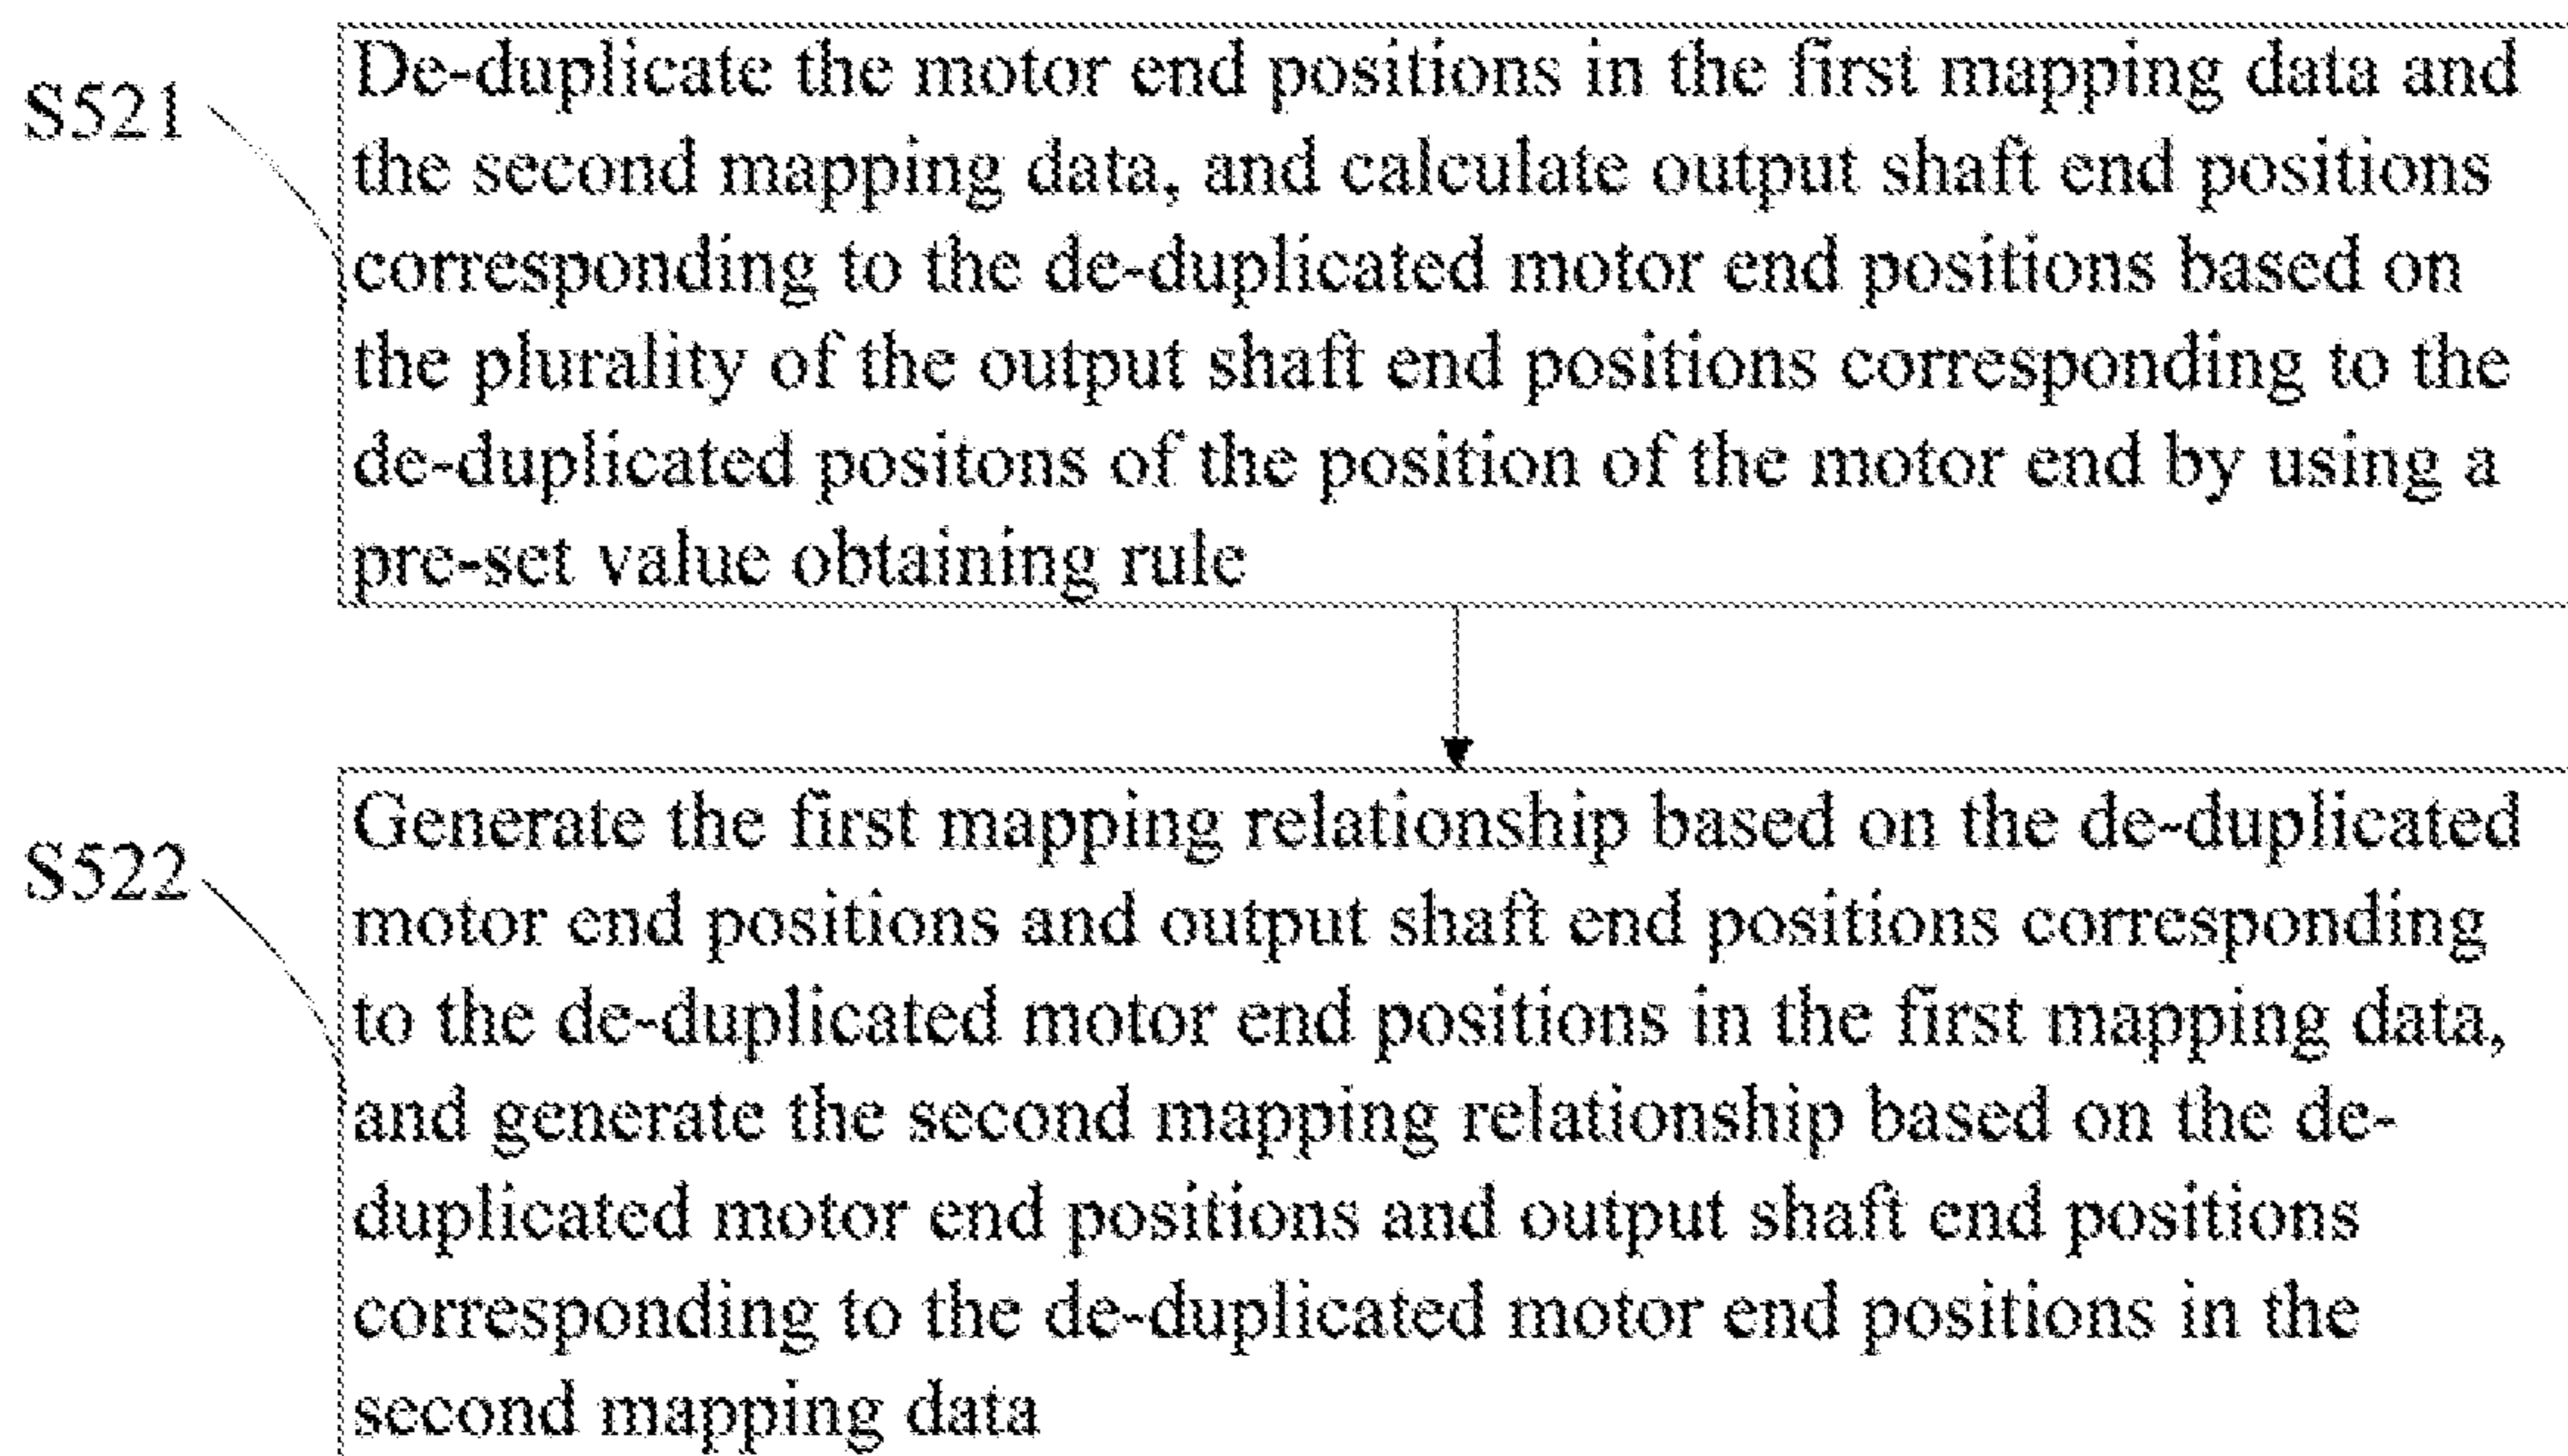 S521
De-duplicate the motor end positions in the first mapping data and
the second mapping data, and calculate output shaft end positions
corresponding to the de-duplicated motor end positions based on
the plurality of the output shaft end positions corresponding to the
de-duplicated positons of the position of the motor end by using a
pre-set value obtaining rule
S522
Generate the first mapping relationship based on the de-duplicated
motor end positions and output shaft end positions corresponding
to the de-duplicated motor end positions in the first mapping data,
and generate the second mapping relationship based on the de-
duplicated motor end positions and output shaft end positions
corresponding to the de-duplicated motor end positions in the
second mapping data